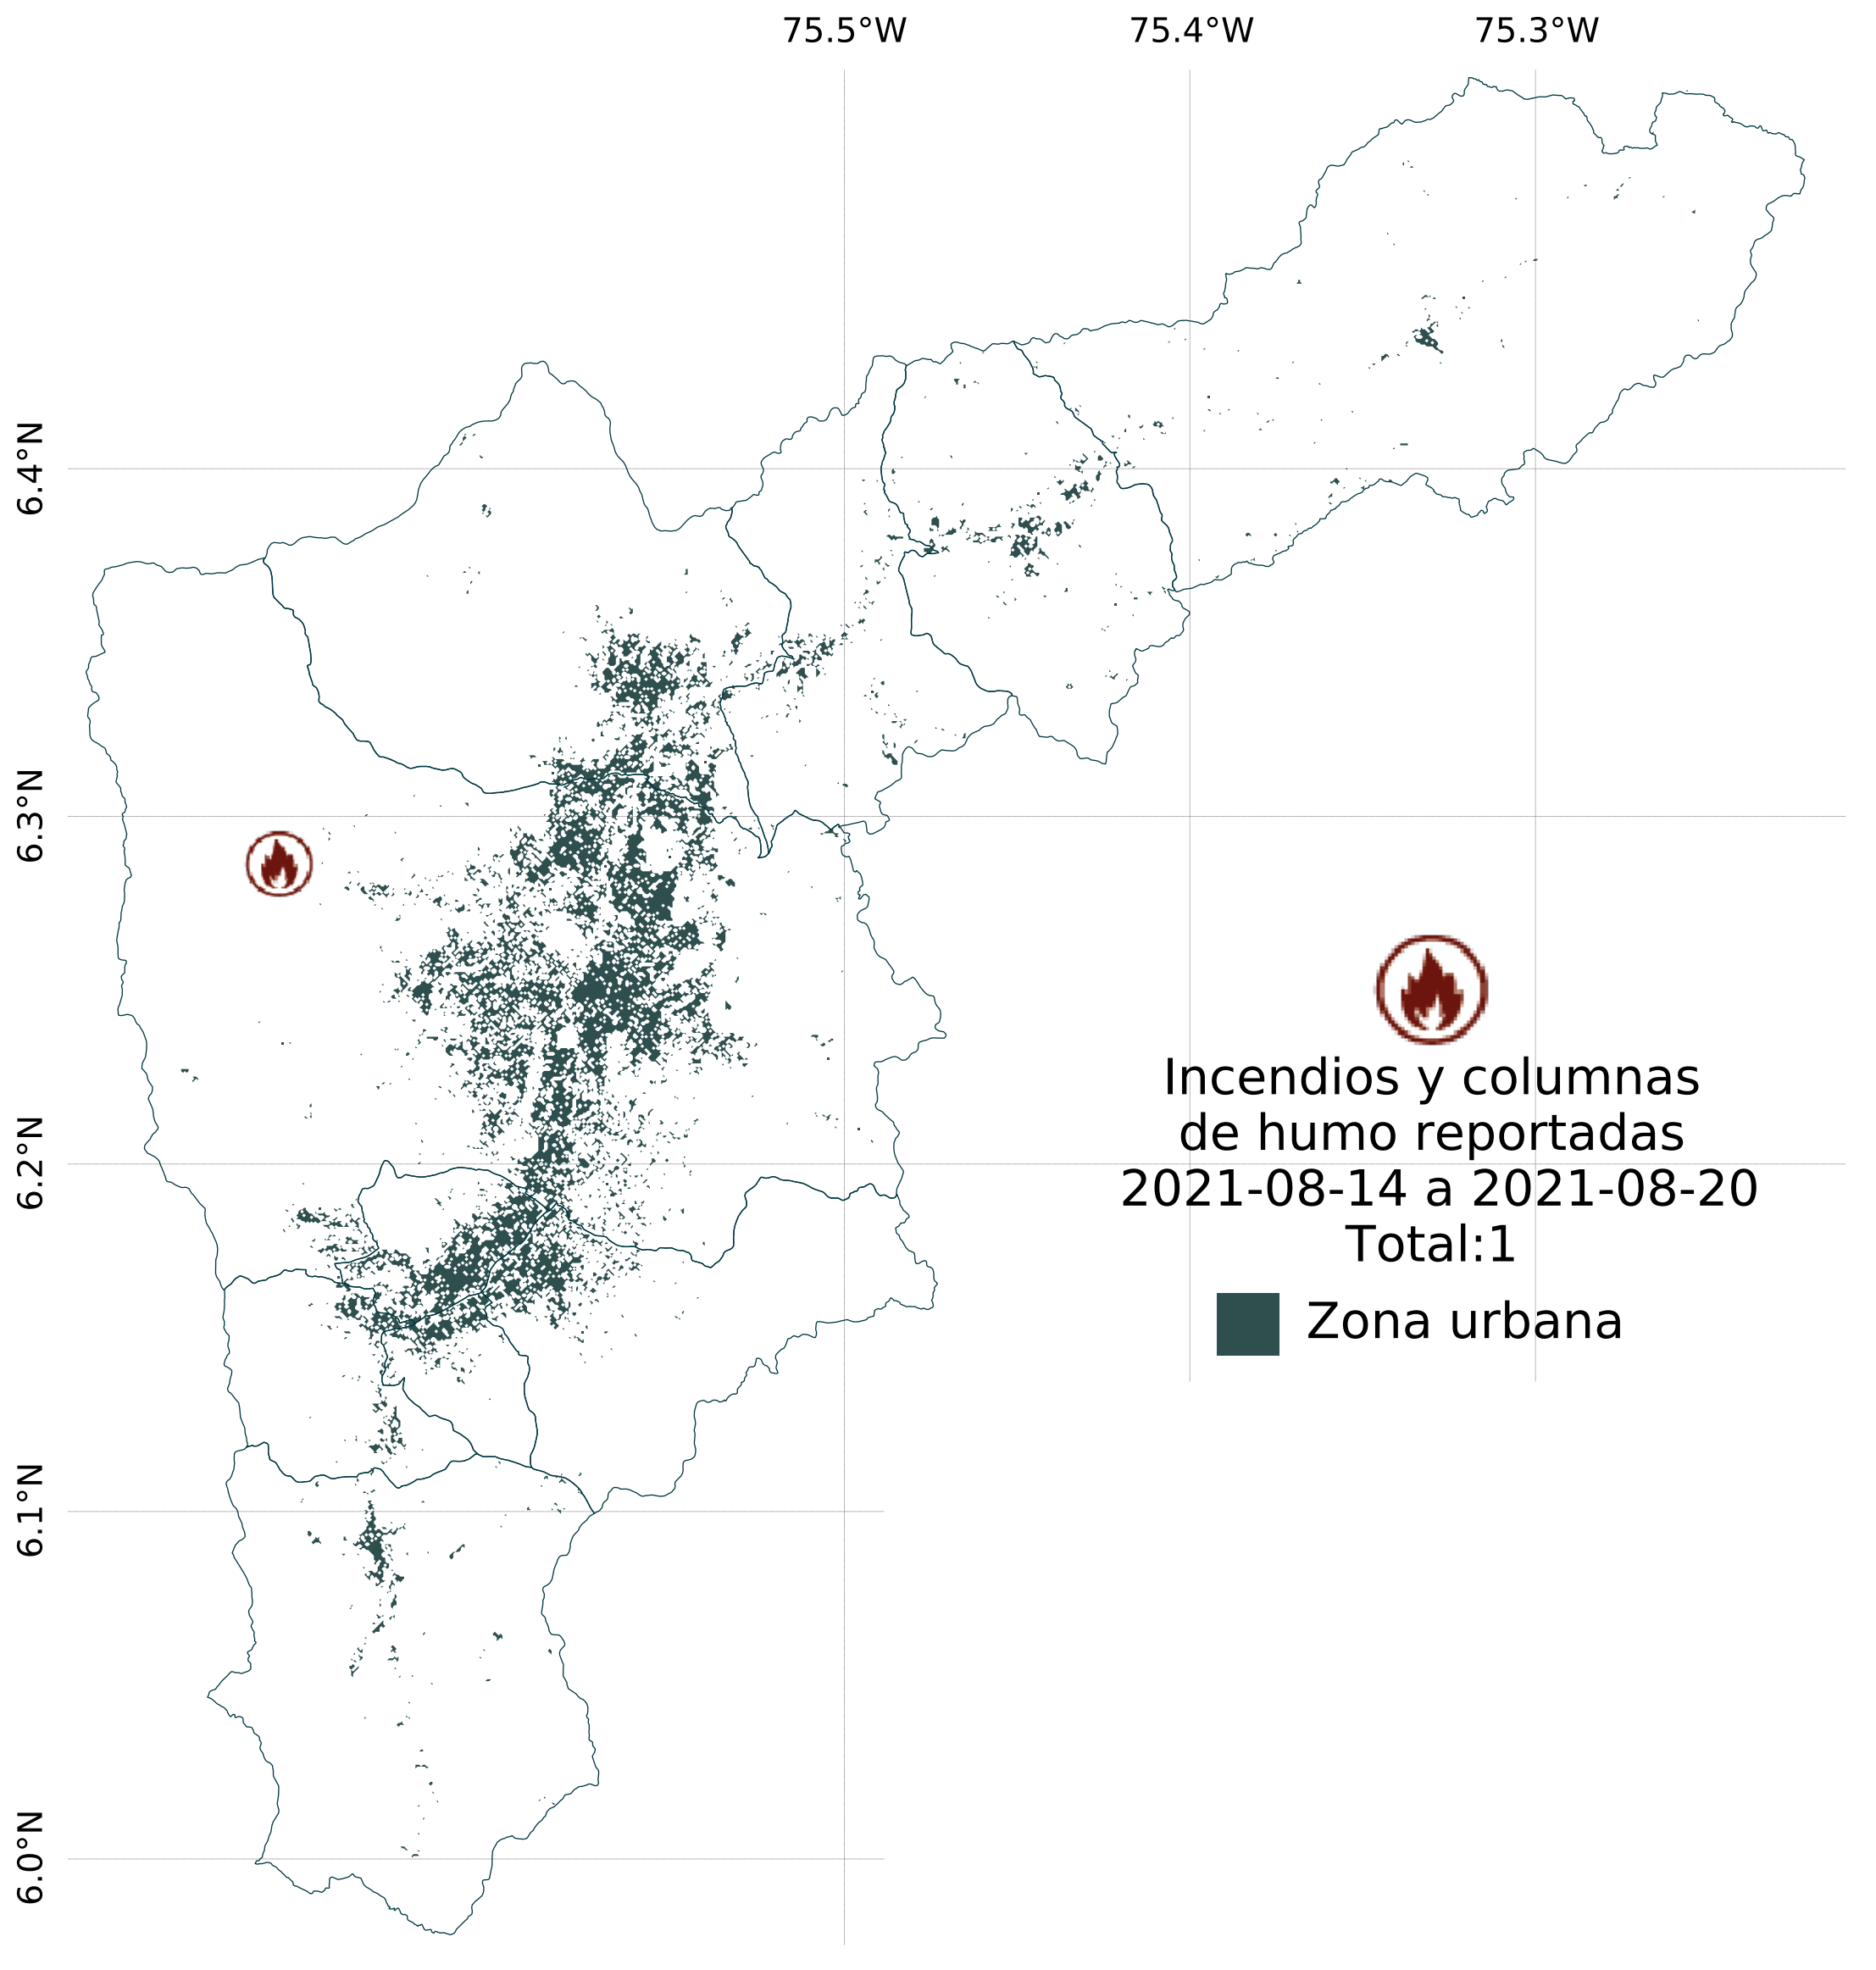 75.5°W 75.4°W 75.3°W
6.4°N
6.3°N
6.2°N
6.1°N
6.0°N
Incendios y columnas
de humo reportadas
2021-08-14 a 2021-08-20
Total:1
Zona urbana